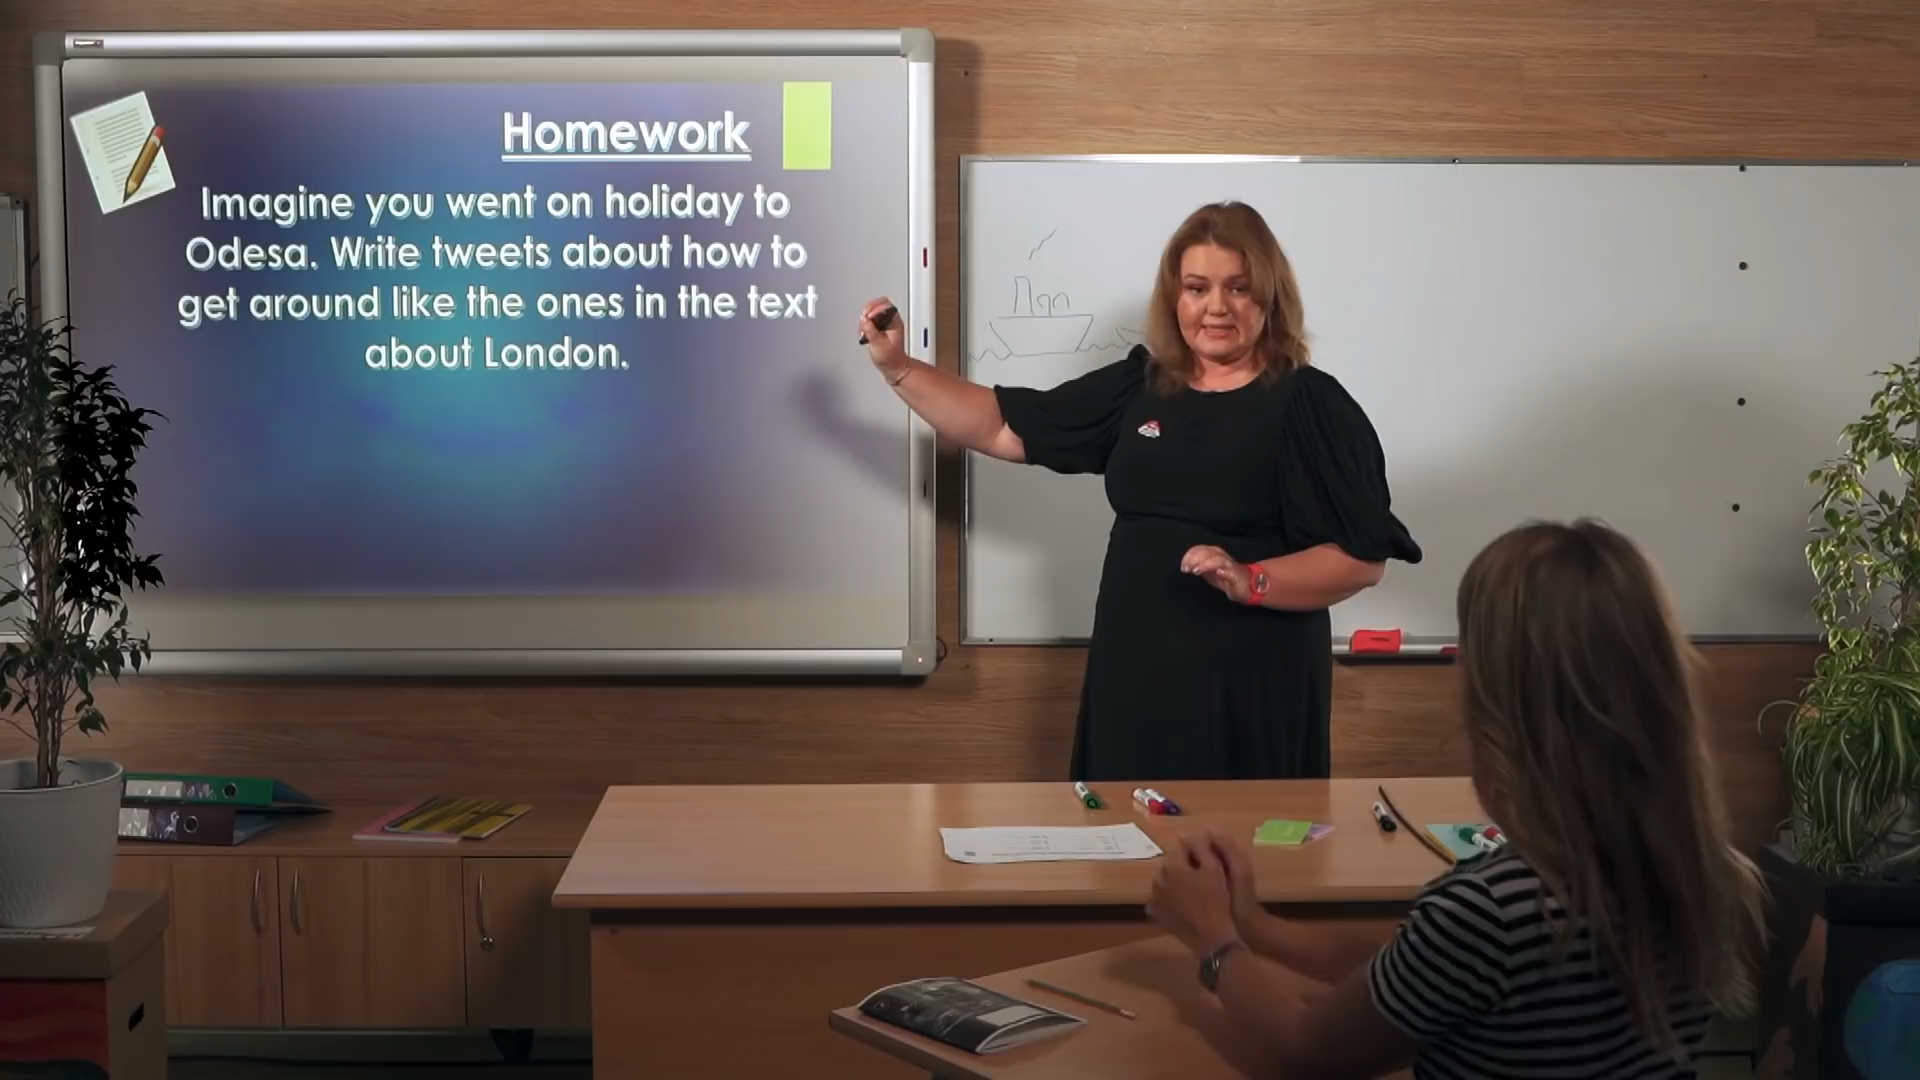 Homework
Imagine you went on holiday to
Odesa. Write tweets about how to
get around like the ones in the text
about London.